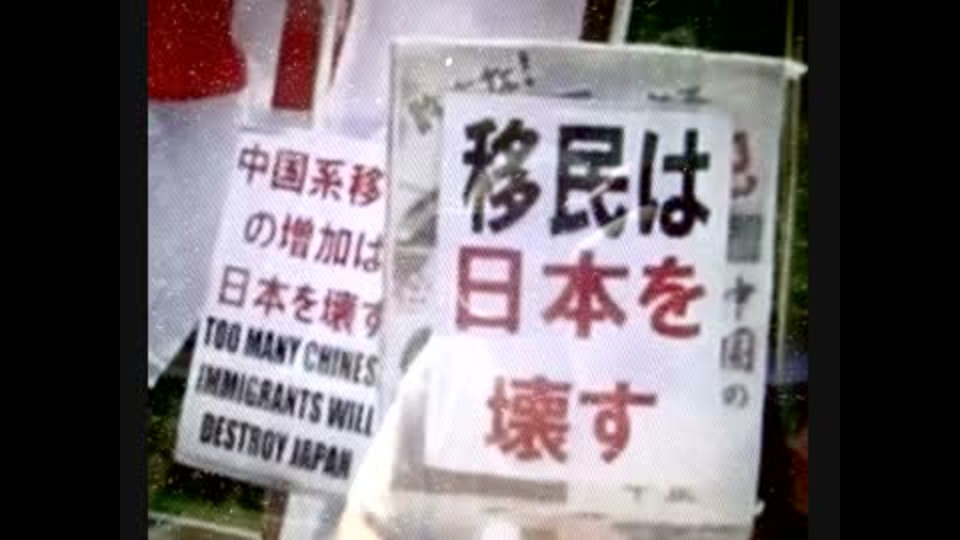 中国系移
の増加は
日本を壊す
TOO MANY CHINES
IMMIGRANTS WILL
DESTROY JAPAN
移民は
日本を
壊す
中国の